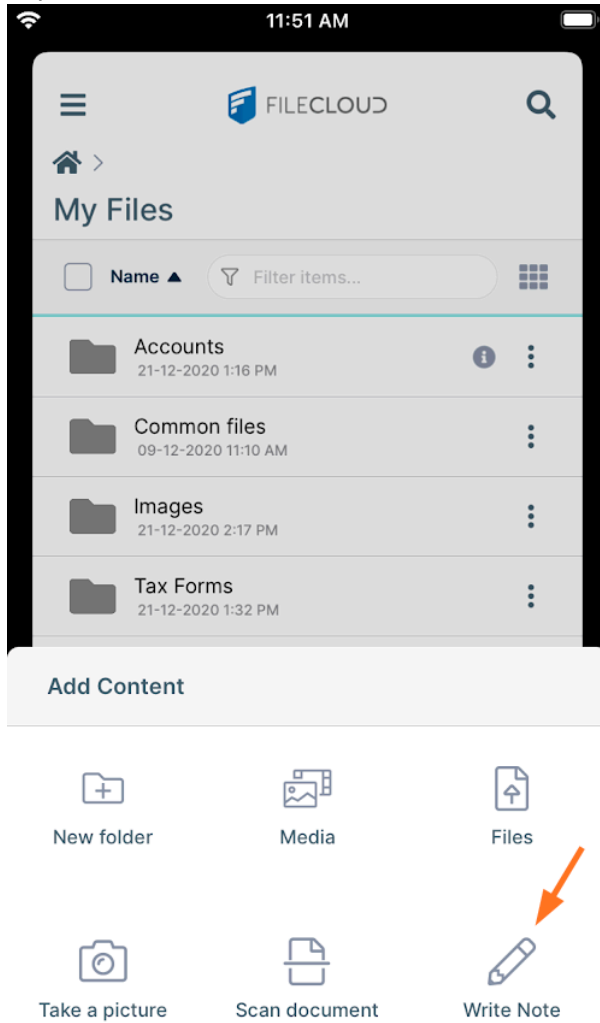 11:51 AM
FILECLOUD
My Files
Name ▲ Filter items...
Accounts
21-12-2020 1:16 PM
Common files
09-12-2020 11:10 AM
Images
21-12-2020 2:17 PM
Tax Forms
21-12-2020 1:32 PM
Add Content
New folder Media Files
Take a picture Scan document Write Note